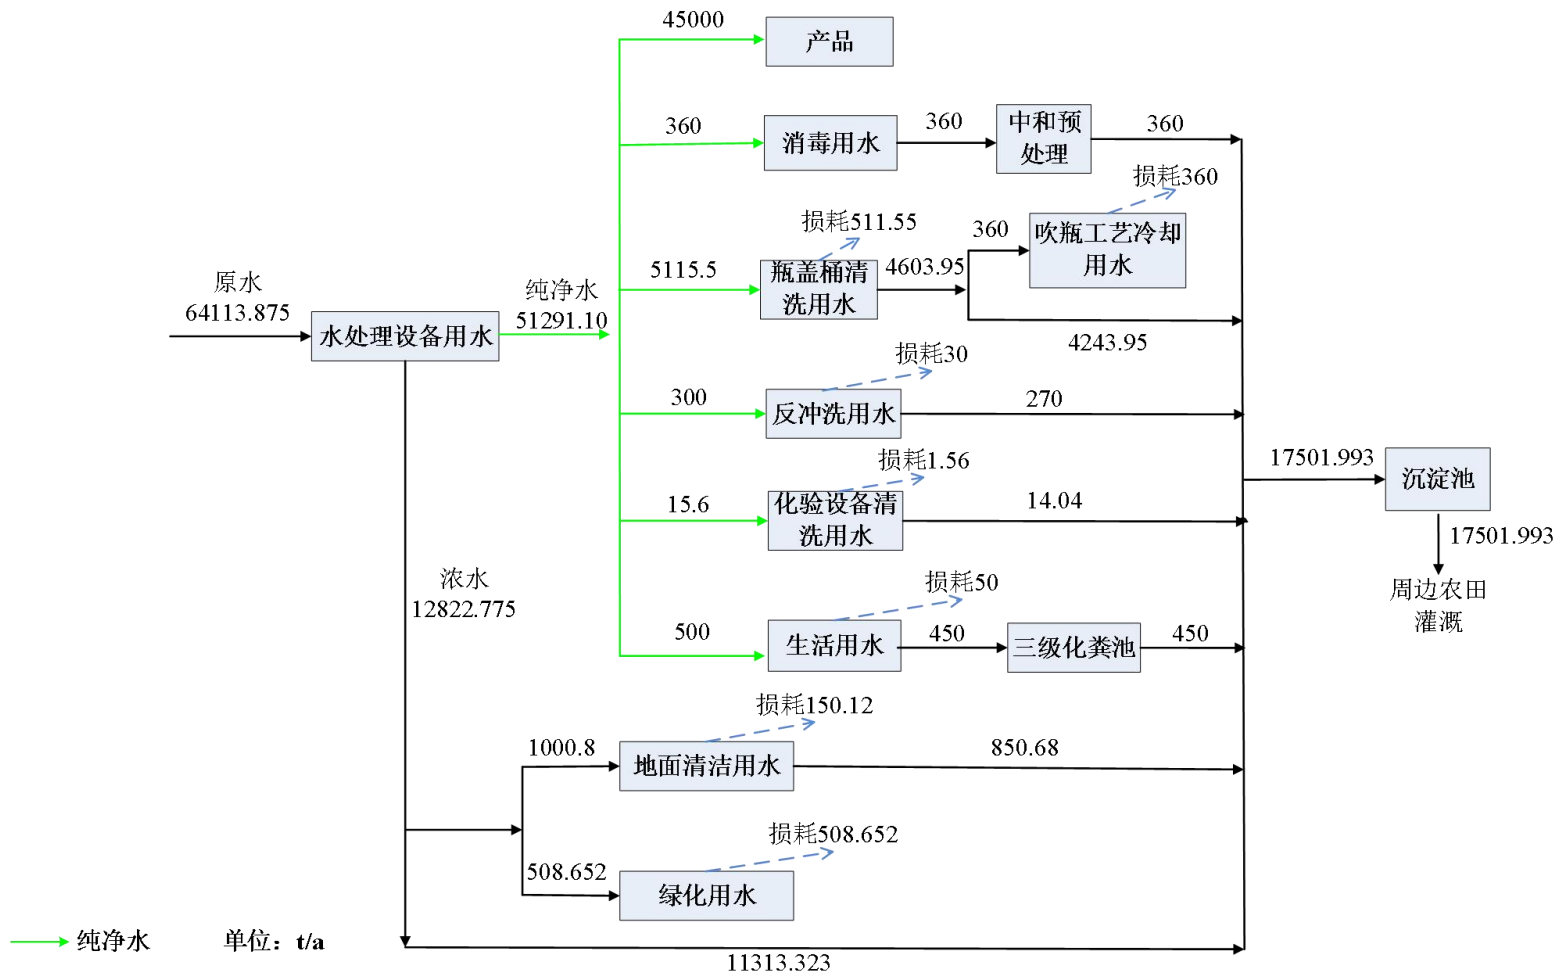 45000
产品
360
消毒用水
360
中和预
处理
360
损耗360
损耗511.55
360
吹瓶工艺冷却
用水
5115.5
瓶盖桶清
洗用水
4603.95
4243.95
原水
64113.875
水处理设备用水
纯净水
51291.10
损耗30
300
反冲洗用水
270
损耗1.56
15.6
化验设备清
洗用水
14.04
17501.993
沉淀池
17501.993
周边农田
灌溉
浓水
12822.775
损耗50
500
生活用水
450
三级化粪池
450
损耗150.12
1000.8
地面清洁用水
850.68
损耗508.652
508.652
绿化用水
纯净水
单位：t/a
11313.323